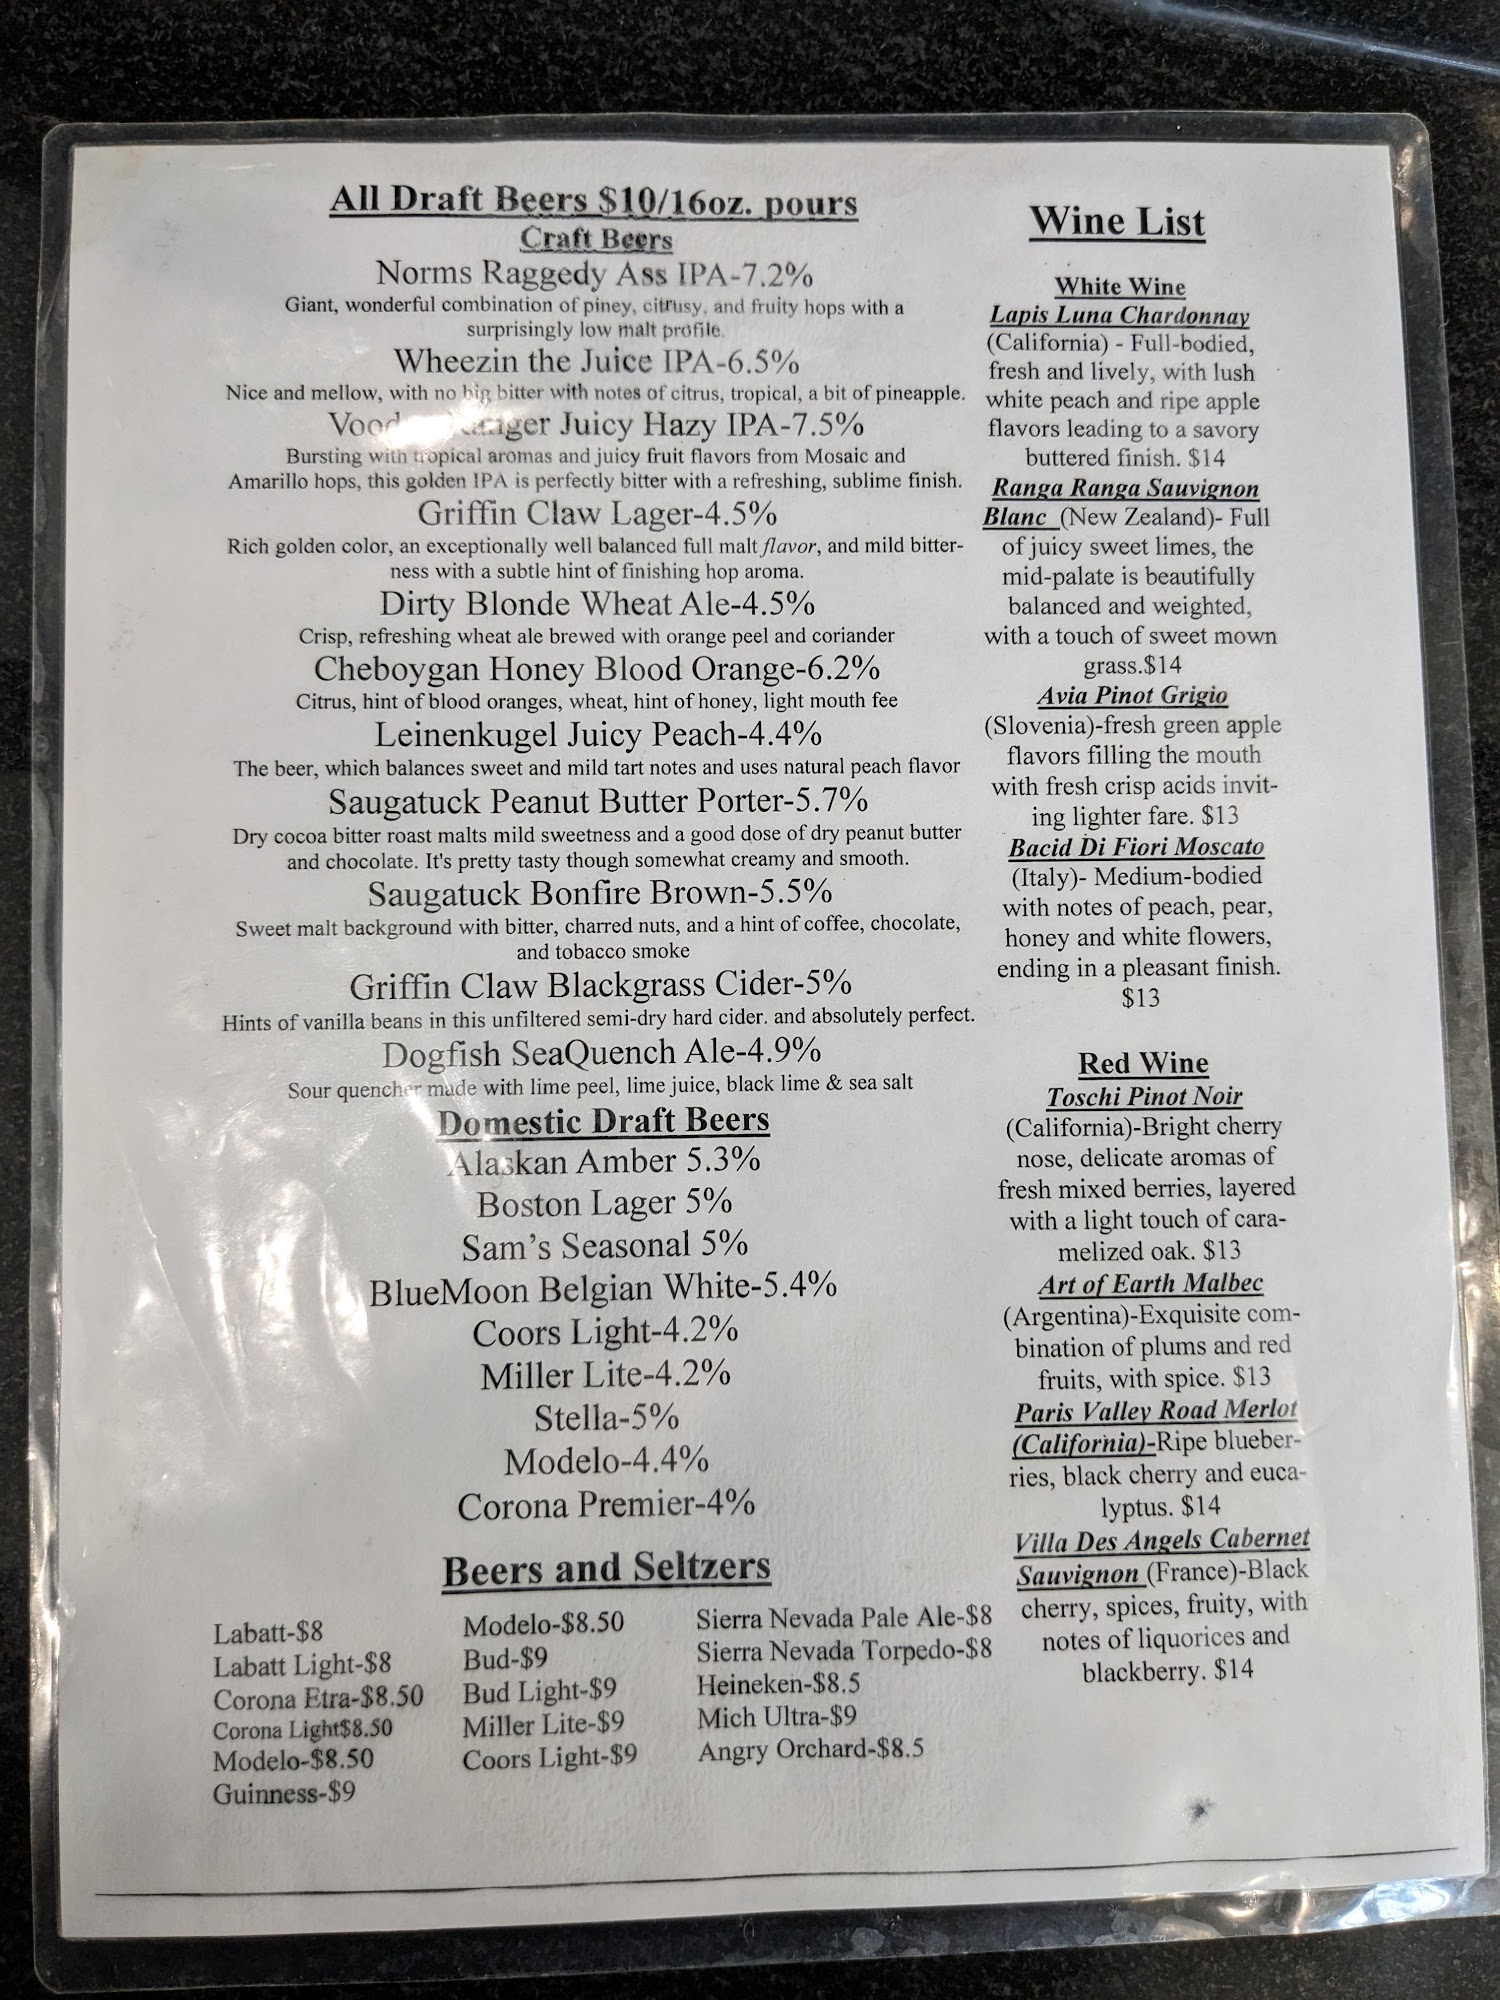 All Draft Beers $10/16oz. pours
Craft Beers
Norms Raggedy Ass IPA-7.2%
Giant, wonderful combination of piney, citrusy, and fruity hops with a
surprisingly low malt profile.
Wheezin the Juice IPA-6.5%
Nice and mellow, with no big bitter with notes of citrus, tropical, a bit of pineapple.
Juicy Hazy IPA-7.5%
Bursting with tropical aromas and juicy fruit flavors from Mosaic and
Amarillo hops, this golden IPA is perfectly bitter with a refreshing, sublime finish.
Griffin Claw Lager-4.5%
Rich golden color, an exceptionally well balanced full malt flavor, and mild bitter-
ness with a subtle hint of finishing hop aroma.
Dirty Blonde Wheat Ale-4.5%
Crisp, refreshing wheat ale brewed with orange peel and coriander
Cheboygan Honey Blood Orange-6.2%
Citrus, hint of blood oranges, wheat, hint of honey, light mouth fee
Leinenkugel Juicy Peach-4.4%
The beer, which balances sweet and mild tart notes and uses natural peach flavor
Saugatuck Peanut Butter Porter-5.7%
Dry cocoa bitter roast malts mild sweetness and a good dose of dry peanut butter
and chocolate. It's pretty tasty though somewhat creamy and smooth.
Saugatuck Bonfire Brown-5.5%
Sweet malt background with bitter, charred nuts, and a hint of coffee, chocolate,
and tobacco smoke
Griffin Claw Blackgrass Cider-5%
Hints of vanilla beans in this unfiltered semi-dry hard cider. and absolutely perfect.
Dogfish SeaQuench Ale-4.9%
Sour quencher made with lime peel, lime juice, black lime & sea salt
Domestic Draft Beers
Alaskan Amber 5.3%
Boston Lager 5%
Sam's Seasonal 5%
BlueMoon Belgian White-5.4%
Coors Light-4.2%
Miller Lite-4.2%
Stella-5%
Modelo-4.4%
Corona Premier-4%
Beers and Seltzers
Labatt-$8
Labatt Light-$8
Corona Etra-$8.50
Corona Light$8.50
Modelo-$8.50
Guinness-$9
Modelo-$8.50
Bud-$9
Bud Light-$9
Miller Lite-$9
Coors Light-$9
Sierra Nevada Pale Ale-$8
Sierra Nevada Torpedo-$8
Heineken-$8.5
Mich Ultra-$9
Angry Orchard-$8.5
Wine List
White Wine
Lapis Luna Chardonnay
(California) - Full-bodied,
fresh and lively, with lush
white peach and ripe apple
flavors leading to a savory
buttered finish. $14
Ranga Ranga Sauvignon
Blanc (New Zealand)- Full
of juicy sweet limes, the
mid-palate is beautifully
balanced and weighted,
with a touch of sweet mown
grass.$14
Avia Pinot Grigio
(Slovenia)-fresh green apple
flavors filling the mouth
with fresh crisp acids invit-
ing lighter fare. $13
Bacid Di Fiori Moscato
(Italy)- Medium-bodied
with notes of peach, pear,
honey and white flowers,
ending in a pleasant finish.
$13
Red Wine
Toschi Pinot Noir
(California)-Bright cherry
nose, delicate aromas of
fresh mixed berries, layered
with a light touch of cara-
melized oak. $13
Art of Earth Malbec
(Argentina)-Exquisite com-
bination of plums and red
fruits, with spice. $13
Paris Valley Road Merlot
(California)-Ripe blueber-
ries, black cherry and euca-
lyptus. $14
Villa Des Angels Cabernet
Sauvignon (France)-Black
cherry, spices, fruity, with
notes of liquorices and
blackberry. $14